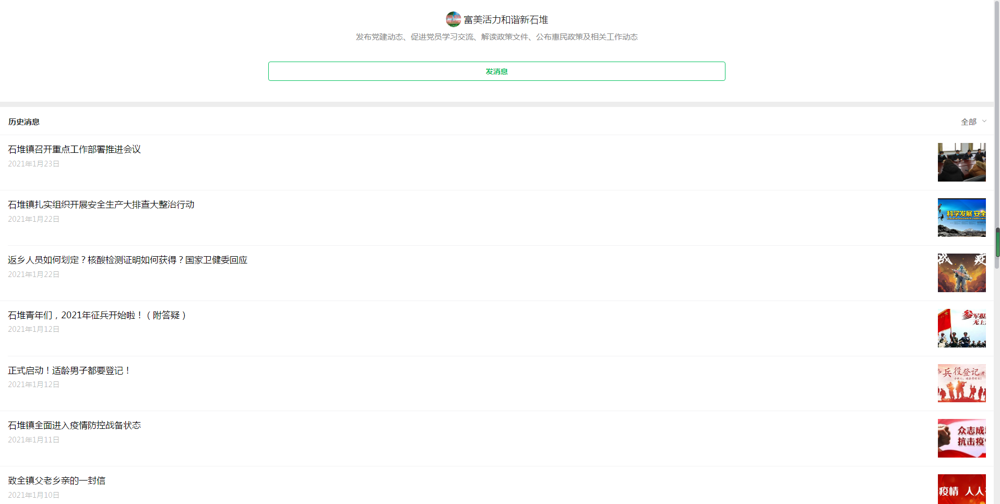 富美活力和谐新石堆
发布党建动态、促进党员学习交流、解读政策文件、公布惠民政策及相关工作动态
发消息
历史消息
全部
石堆镇召开重点工作部署推进会议
2021年1月23日
石堆镇扎实组织开展安全生产大排查大整治行动
2021年1月22日
科学发展 安全
返乡人员如何划定？核酸检测证明如何获得？国家卫健委回应
2021年1月22日
战 疫
石堆青年们，2021年征兵开始啦！（附答疑）
2021年1月12日
参军报
无上
正式启动！适龄男子都要登记！
2021年1月12日
兵役登记开
石堆镇全面进入疫情防控战备状态
2021年1月11日
众志成
抗击疫
致全镇父老乡亲的一封信
2021年1月10日
疫情 人人